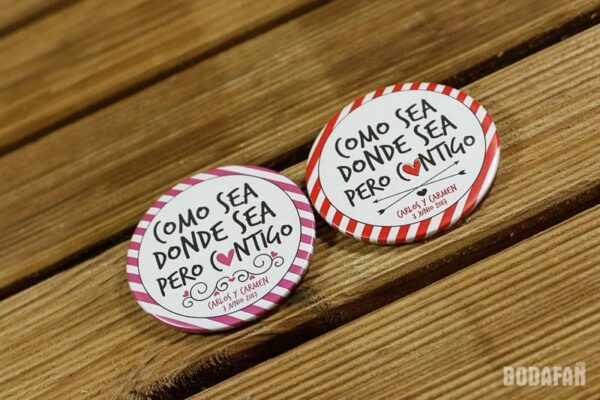 COMO SEA
DONDE SEA
PERO CONTIGO
CARLOS Y CARMEN
7 JUNIO 2017
COMO SEA
DONDE SEA
PERO CONTIGO
CARLOS Y CARMEN
7 JUNIO 2017
BODAFAN